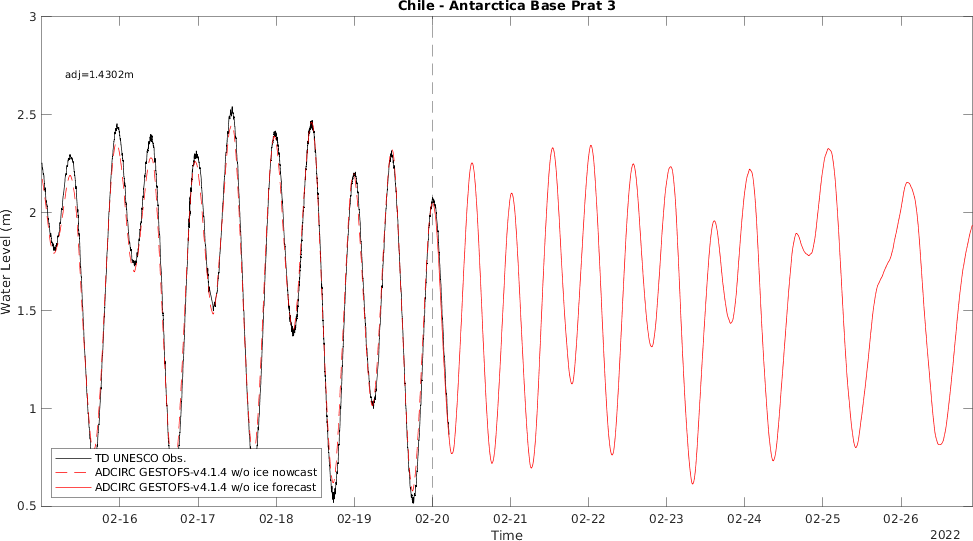 Chile - Antarctica Base Prat 3
3
adj=1.4302m
2.5
2
1.5
1
0.5
Water Level (m)
TD UNESCO Obs.
ADCIRC GESTOFS-v4.1.4 w/o ice nowcast
ADCIRC GESTOFS-v4.1.4 w/o ice forecast
02-16 02-17 02-18 02-19 02-20 02-21 02-22 02-23 02-24 02-25 02-26
Time
2022